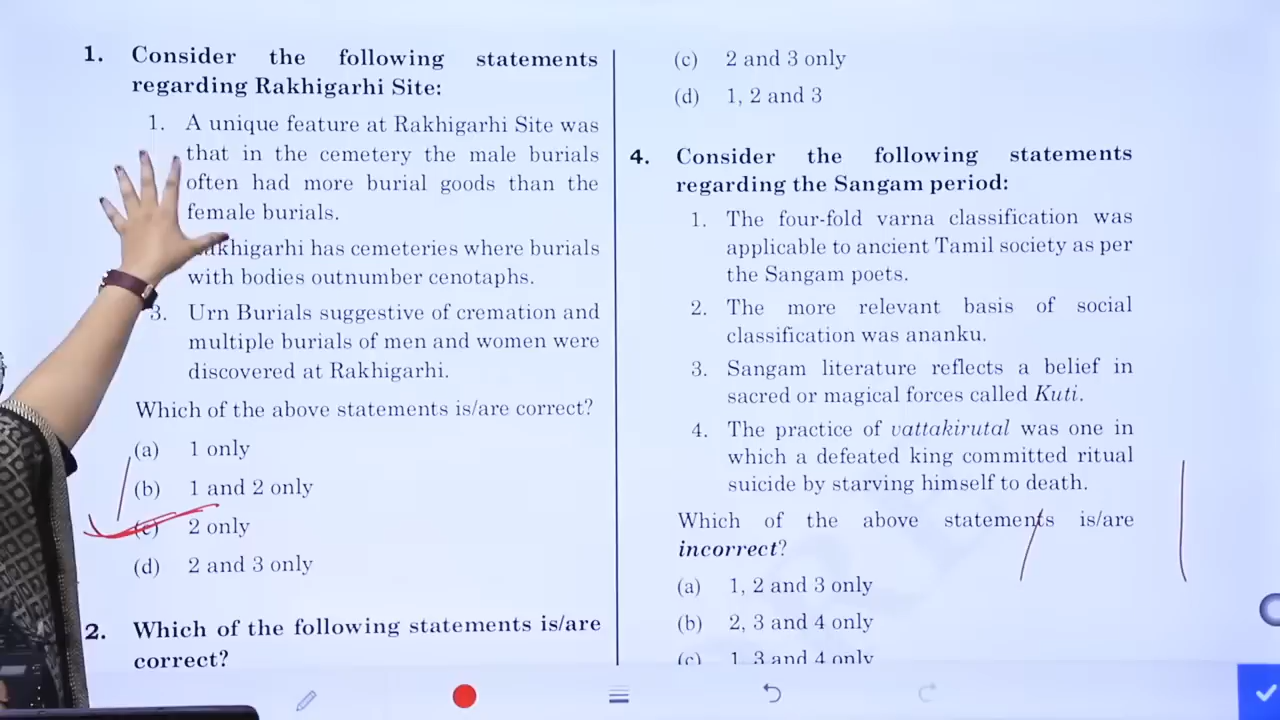 1. Consider the following statements
regarding Rakhigarhi Site:
1. A unique feature at Rakhigarhi Site was
that in the cemetery the male burials
often had more burial goods than the
female burials.
khigarhi has cemeteries where burials
with bodies outnumber cenotaphs.
3. Urn Burials suggestive of cremation and
multiple burials of men and women were
discovered at Rakhigarhi.
Which of the above statements is/are correct?
(a) 1 only
(b) 1 and 2 only
(c) 2 only
(d) 2 and 3 only
2. Which of the following statements is/are
correct?
(c) 2 and 3 only
(d) 1, 2 and 3
4. Consider the following statements
regarding the Sangam period:
1. The four-fold varna classification was
applicable to ancient Tamil society as per
the Sangam poets.
2. The more relevant basis of social
classification was ananku.
3. Sangam literature reflects a belief in
sacred or magical forces called Kuti.
4. The practice of vattakirutal was one in
which a defeated king committed ritual
suicide by starving himself to death.
Which of the above statements is/are
incorrect?
(a) 1, 2 and 3 only
(b) 2, 3 and 4 only
(c) 1, 3 and 4 only